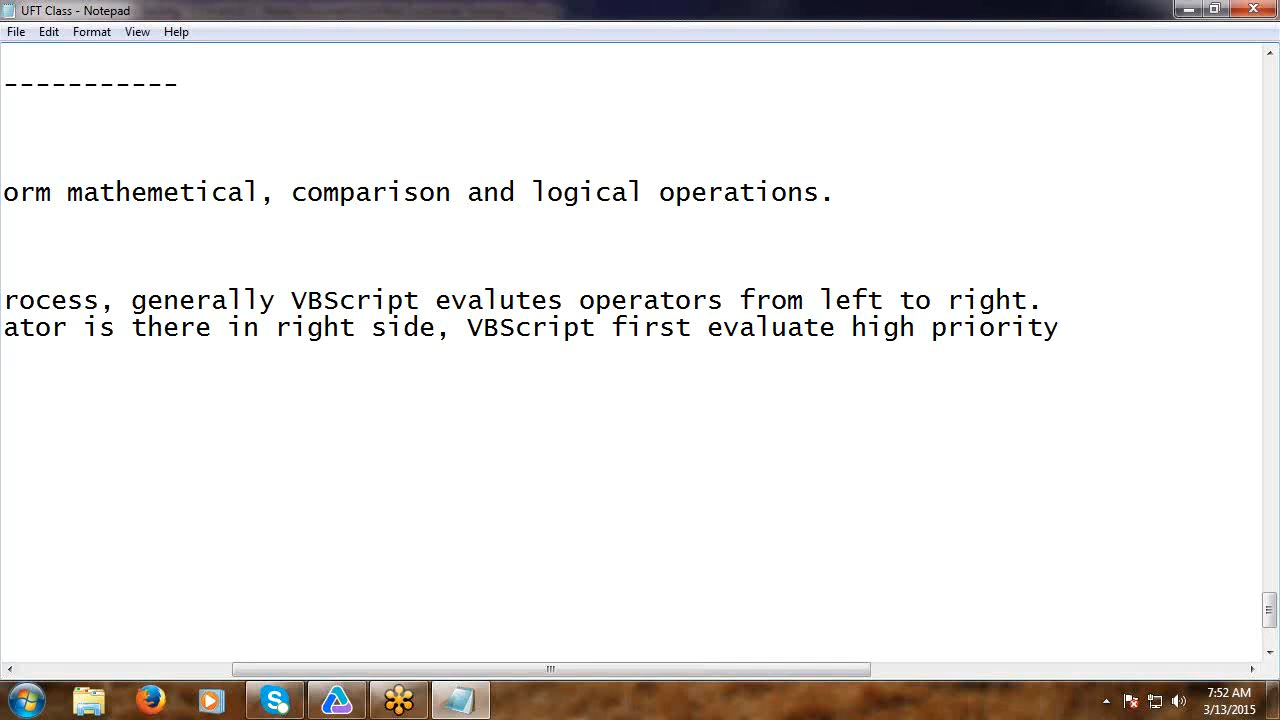 UFT Class - Notepad
File Edit Format View Help
-----------
orm mathemetical, comparison and logical operations.
rocess, generally VBScript evalutes operators from left to right.
ator is there in right side, VBScript first evaluate high priority
7:52 AM
3/13/2015